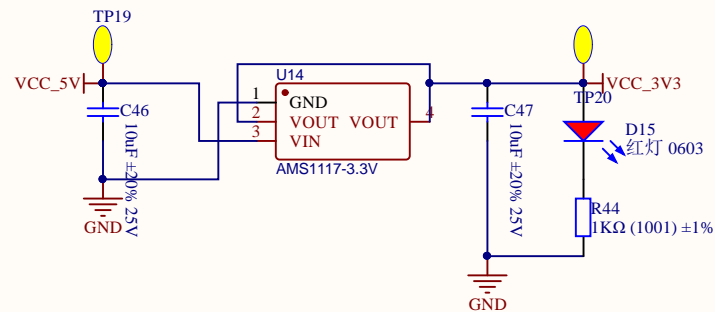 TP19
U14
VCC_5V
VCC_3V3
TP20
1
GND
C46
2
VOUT
VOUT
4
C47
3
VIN
D15
红灯 0603
10uF ±20% 25V
10uF ±20% 25V
AMS1117-3.3V
R44
1KΩ (1001) ±1%
GND
GND